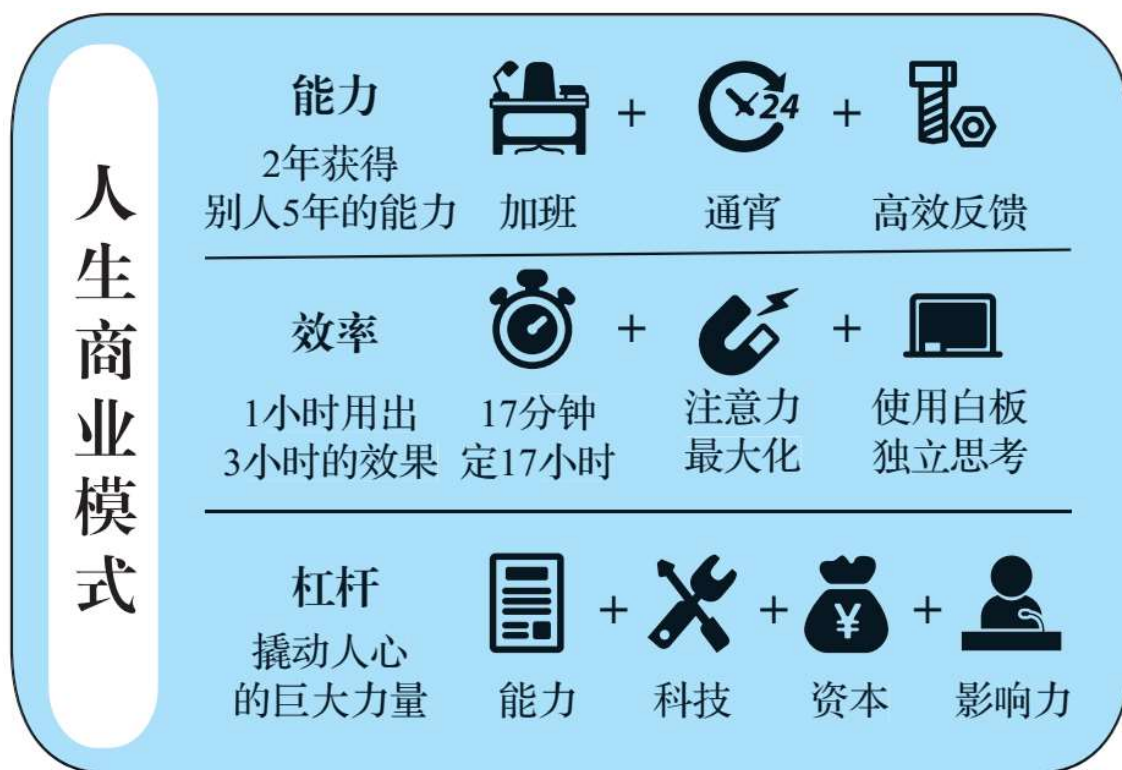 人生商业模式
能力
2年获得
别人5年的能力
+
24
+
加班
通宵
高效反馈
效率
1小时用出
3小时的效果
+
+
17分钟
定17小时
注意力
最大化
使用白板
独立思考
杠杆
撬动人心
的巨大力量
+
+
¥
+
能力
科技
资本
影响力